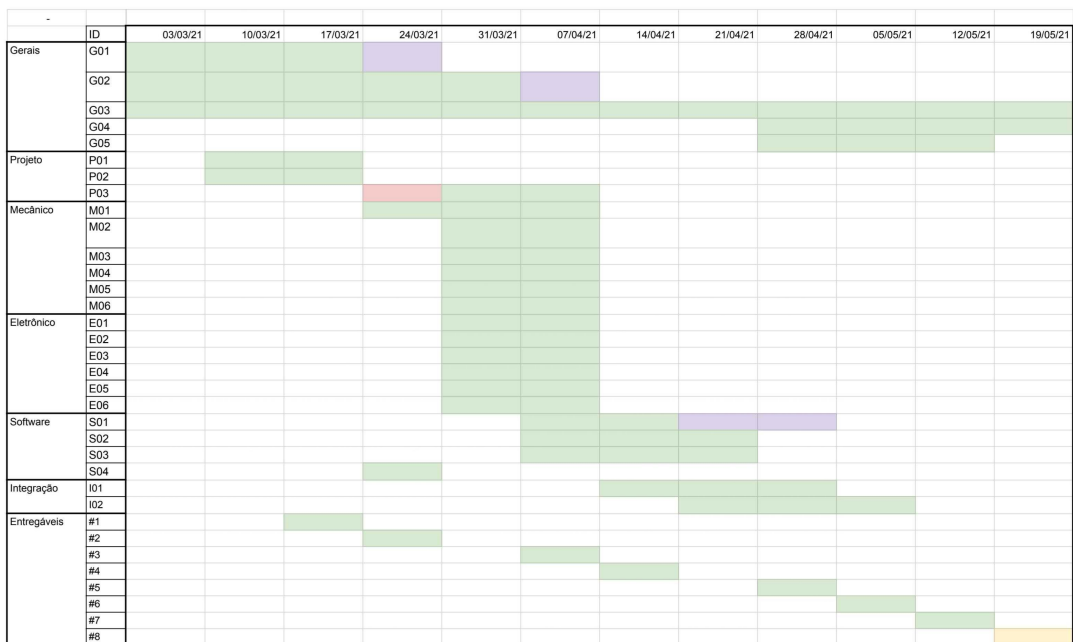 -
ID 03/03/21 10/03/21 17/03/21 24/03/21 31/03/21 07/04/21 14/04/21 21/04/21 28/04/21 05/05/21 12/05/21 19/05/21
Gerais G01
G02
G03
G04
G05
Projeto P01
P02
P03
Mecânico M01
M02
M03
M04
M05
M06
Eletrônico E01
E02
E03
E04
E05
E06
Software S01
S02
S03
S04
Integração I01
I02
Entregáveis #1
#2
#3
#4
#5
#6
#7
#8